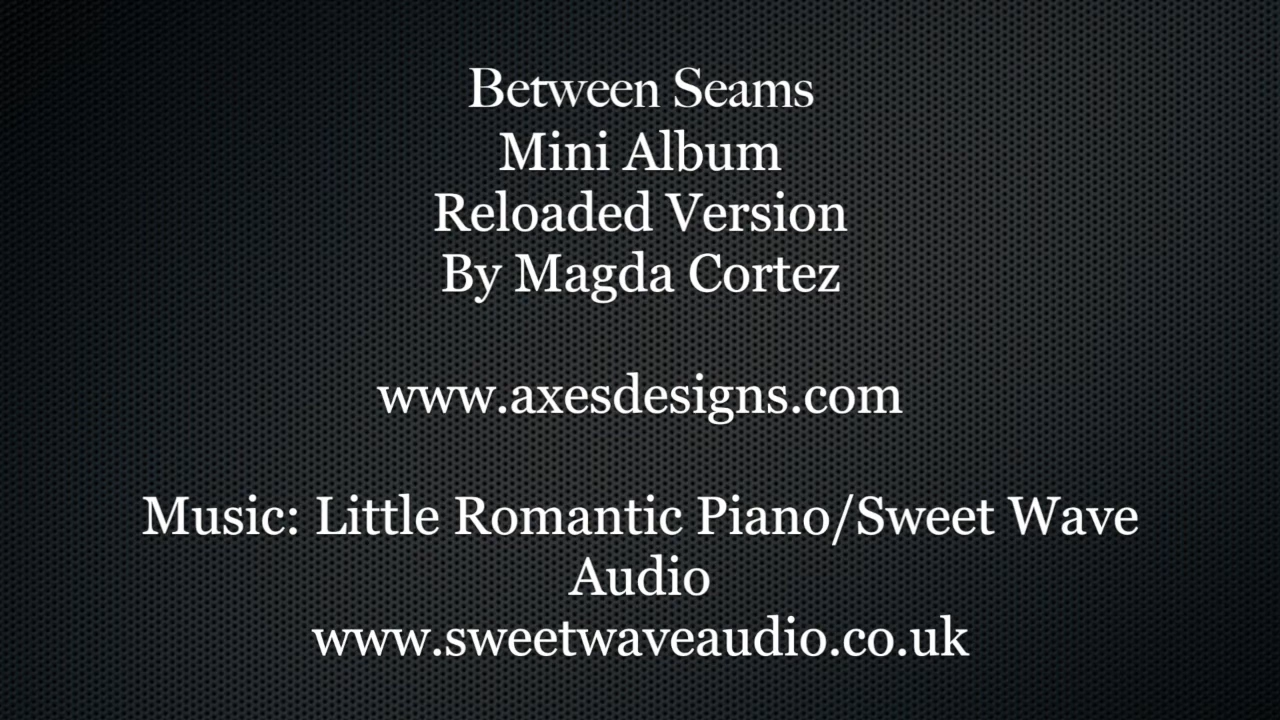 Between Seams
Mini Album
Reloaded Version
By Magda Cortez
www.axesdesigns.com
Music: Little Romantic Piano/Sweet Wave
Audio
www.sweetwaveaudio.co.uk